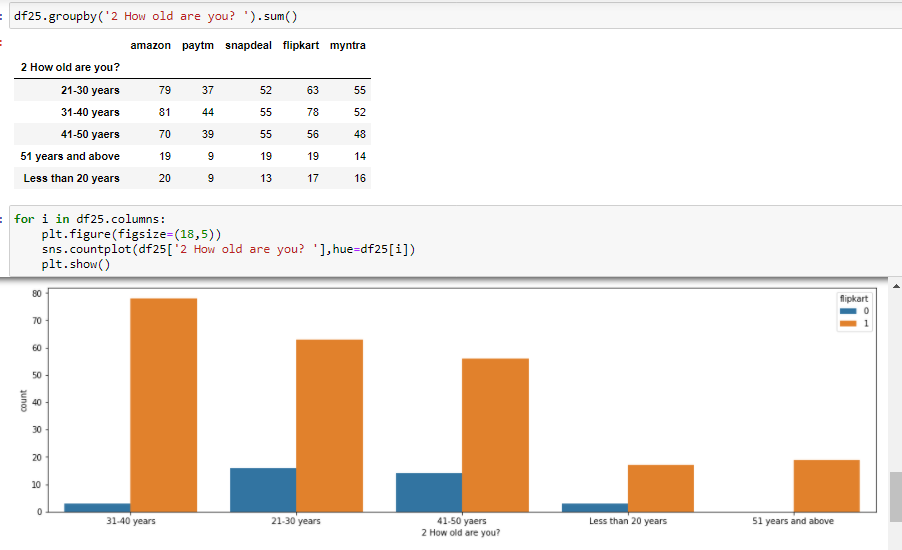 df25.groupby('2 How old are you? ').sum()
amazon paytm snapdeal flipkart myntra
2 How old are you?
21-30 years 79 37 52 63 55
31-40 years 81 44 55 78 52
41-50 yaers 70 39 55 56 48
51 years and above 19 9 19 19 14
Less than 20 years 20 9 13 17 16
for i in df25.columns:
    plt.figure(figsize=(18,5))
    sns.countplot(df25['2 How old are you? '],hue=df25[i])
    plt.show()
flipkart
0
1
80
70
60
50
40
30
20
10
0
count
31-40 years 21-30 years 41-50 yaers Less than 20 years 51 years and above
2 How old are you?